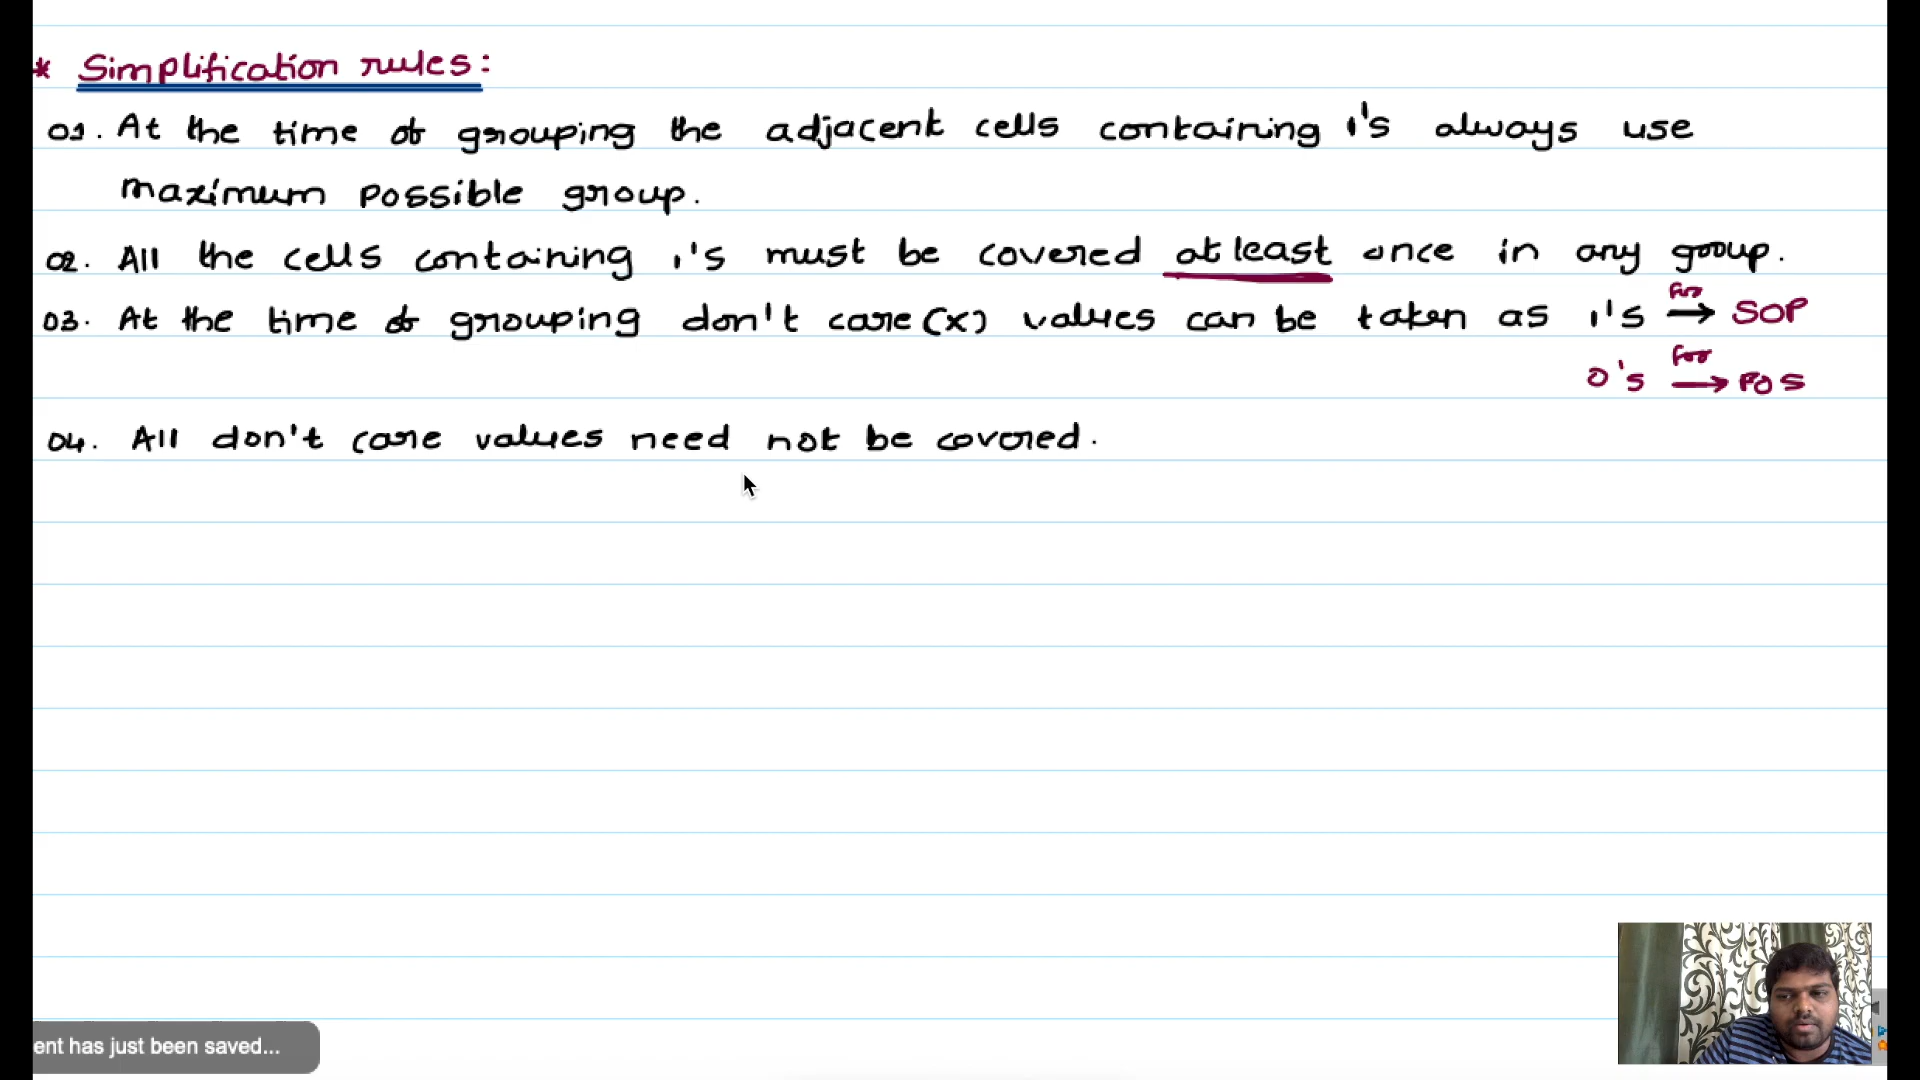 * Simplification rules:
01. At the time of grouping the adjacent cells containing 1's always use
maximum possible group.
02. All the cells containing 1's must be covered atleast once in any group.
03. At the time of grouping don't care (x) values can be taken as 1's for → SOP
0's for → POS
04. All don't care values need not be covered.
ent has just been saved...